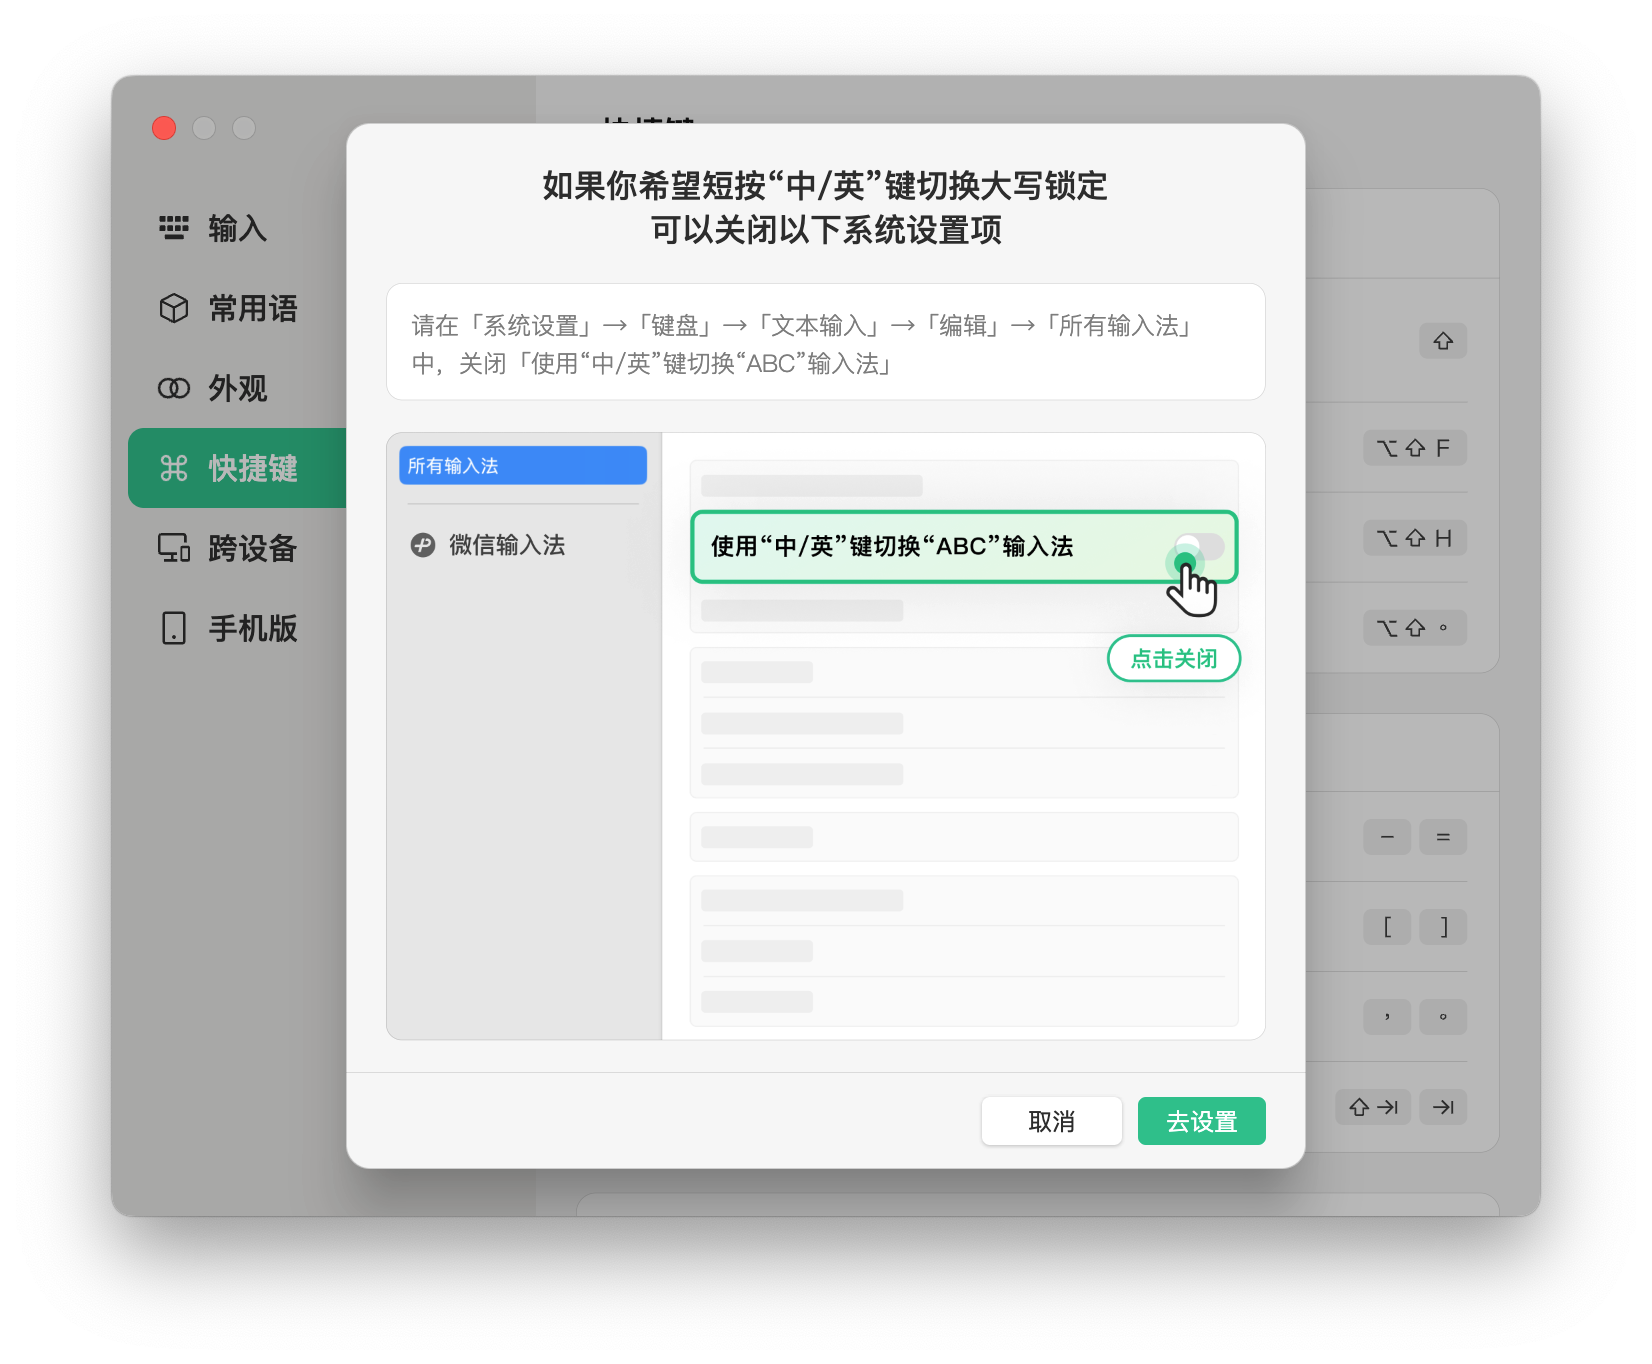 快捷键
输入
常用语
外观
快捷键
跨设备
手机版
如果你希望短按“中/英”键切换大写锁定
可以关闭以下系统设置项
请在「系统设置」→「键盘」→「文本输入」→「编辑」→「所有输入法」
中，关闭「使用“中/英”键切换“ABC”输入法」
所有输入法
微信输入法
使用“中/英”键切换“ABC”输入法
点击关闭
取消
去设置
⇧
⌥⇧ F
⌥⇧ H
⌥⇧ 。
− =
[ ]
， 。
⇧⇥ ⇥